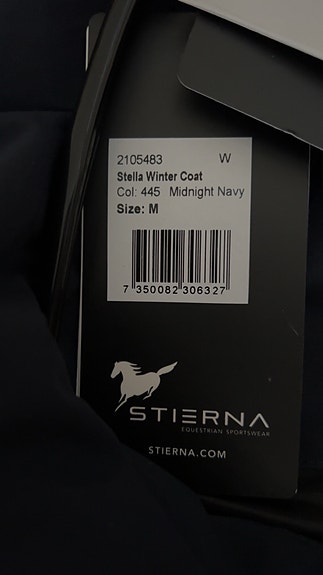 2105483 W
Stella Winter Coat
Col: 445 Midnight Navy
Size: M
7 350082 306327
STIERNA
EQUESTRIAN SPORTSWEAR
STIERNA.COM